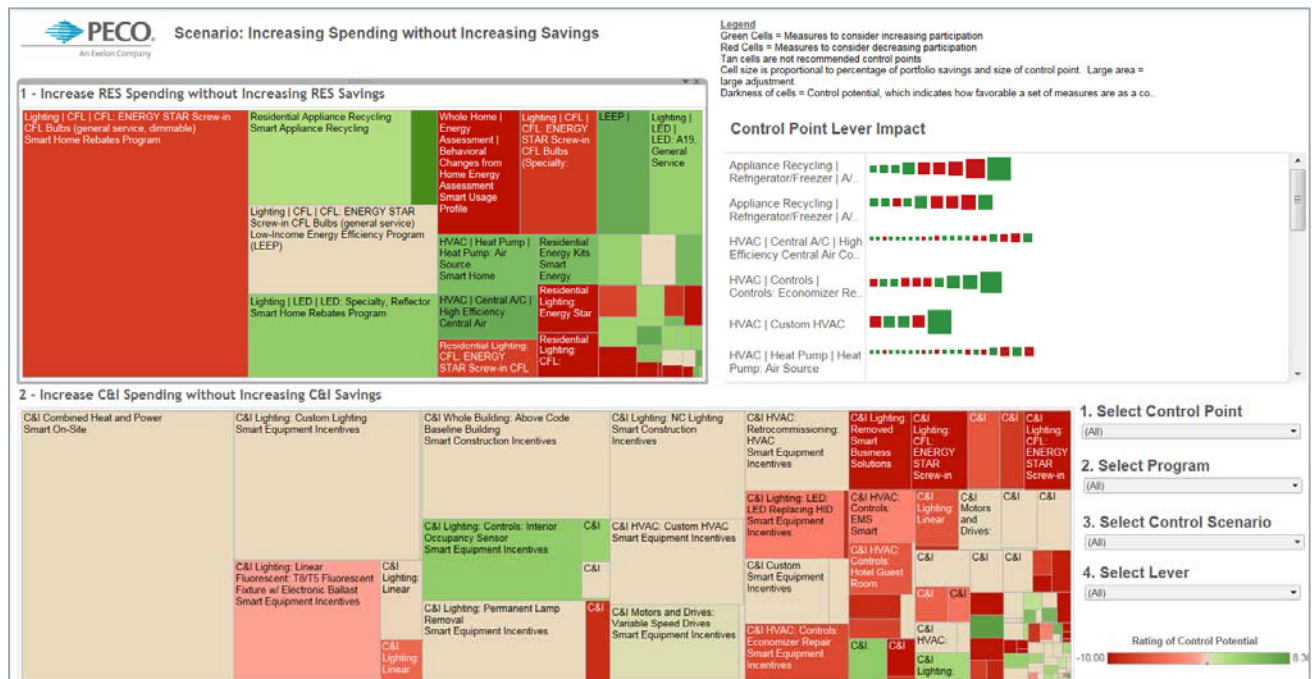 PECO.
An Exelon Company
Scenario: Increasing Spending without Increasing Savings
Legend
Green Cells = Measures to consider increasing participation
Red Cells = Measures to consider decreasing participation
Tan cells are not recommended control points
Cell size is proportional to percentage of portfolio savings and size of control point. Large area =
large adjustment.
Darkness of cells = Control potential, which indicates how favorable a set of measures are as a co..
1 - Increase RES Spending without Increasing RES Savings
Lighting | CFL | CFL: ENERGY STAR Screw-in
CFL Bulbs (general service, dimmable)
Smart Home Rebates Program
Residential Appliance Recycling
Smart Appliance Recycling
Lighting | CFL | CFL: ENERGY STAR
Screw-in CFL Bulbs (general service)
Low-Income Energy Efficiency Program
(LEEP)
Lighting | LED | LED: Specialty, Reflector
Smart Home Rebates Program
Whole Home |
Energy
Assessment |
Behavioral
Changes from
Home Energy
Assessment
Smart Usage
Profile
Lighting | CFL |
CFL: ENERGY
STAR Screw-in
CFL Bulbs
(Specialty:
LEEP |
Lighting |
LED |
LED: A19,
General
Service
HVAC | Heat Pump |
Heat Pump: Air
Source
Smart Home
Residential
Energy Kits
Smart
Energy
HVAC | Central A/C |
High Efficiency
Central Air
Residential
Lighting:
Energy Star
Residential Lighting:
CFL: ENERGY
STAR Screw-in CFL
Residential
Lighting:
CFL:
Control Point Lever Impact
Appliance Recycling |
Refrigerator/Freezer | A/..
Appliance Recycling |
Refrigerator/Freezer | A/..
HVAC | Central A/C | High
Efficiency Central Air Co..
HVAC | Controls |
Controls: Economizer Re..
HVAC | Custom HVAC
HVAC | Heat Pump | Heat
Pump: Air Source
2 - Increase C&I Spending without Increasing C&I Savings
C&I Combined Heat and Power
Smart On-Site
C&I Lighting: Custom Lighting
Smart Equipment Incentives
C&I Lighting: Linear
Fluorescent: T8/T5 Fluorescent
Fixture w/ Electronic Ballast
Smart Equipment Incentives
C&I
Lighting:
Linear
C&I
Lighting:
Linear
C&I Whole Building: Above Code
Baseline Building
Smart Construction Incentives
C&I Lighting: Controls: Interior
Occupancy Sensor
Smart Equipment Incentives
C&I
C&I
C&I Lighting: Permanent Lamp
Removal
Smart Equipment Incentives
C&I
C&I Lighting: NC Lighting
Smart Construction
Incentives
C&I HVAC: Custom HVAC
Smart Equipment Incentives
C&I Motors and Drives:
Variable Speed Drives
Smart Equipment Incentives
C&I HVAC:
Retrocommissioning:
HVAC
Smart Equipment
Incentives
C&I Lighting: LED:
LED Replacing HID
Smart Equipment
Incentives
C&I Custom
Smart Equipment
Incentives
C&I HVAC: Controls:
Economizer Repair
Smart Equipment
Incentives
C&I Lighting:
Removed
Smart
Business
Solutions
C&I
Lighting:
CFL:
ENERGY
STAR
Screw-in
C&I
C&I
C&I
Lighting:
CFL:
ENERGY
STAR
Screw-in
C&I HVAC:
Controls:
EMS
Smart
C&I
Lighting:
Linear
C&I
Motors
and
Drives:
C&I
C&I
C&I HVAC:
Controls:
Hotel Guest
Room
C&I
C&I
C&I
C&I
C&I
C&I
HVAC:
C&I
C&I
C&I
Lighting:
1. Select Control Point
(All)
2. Select Program
(All)
3. Select Control Scenario
(All)
4. Select Lever
(All)
Rating of Control Potential
-10.00